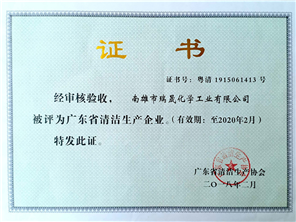 证 书
证书号：粤清 1915061413 号
经审核验收， 南雄市瑞晟化学工业有限公司
被评为广东省清洁生产企业。（有效期：至2020年2月）
特发此证。
广东省清洁生产协会
二〇一八年二月